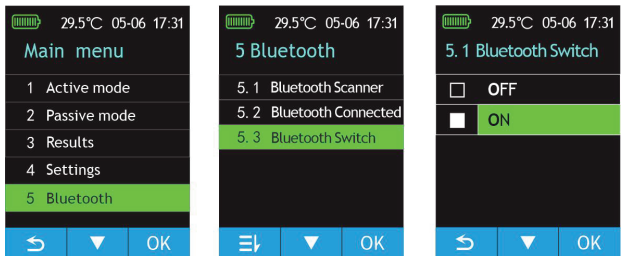 29.5℃ 05-06 17:31
Main menu
1 Active mode
2 Passive mode
3 Results
4 Settings
5 Bluetooth
OK
29.5℃ 05-06 17:31
5 Bluetooth
5. 1 Bluetooth Scanner
5. 2 Bluetooth Connected
5. 3 Bluetooth Switch
OK
29.5℃ 05-06 17:31
5. 1 Bluetooth Switch
OFF
ON
OK